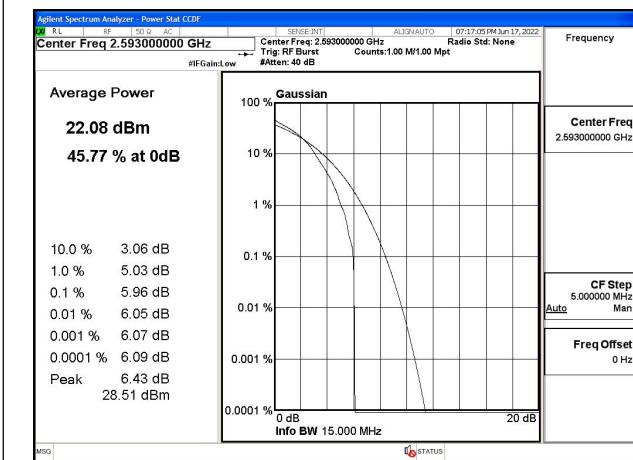 Agilent Spectrum Analyzer - Power Stat CCDF
LXI RL RF 50 Ω AC SENSE:INT ALIGN AUTO 07:17:05 PM Jun 17, 2022
Center Freq 2.593000000 GHz
Center Freq: 2.593000000 GHz Radio Std: None
Trig: RF Burst Counts:1.00 M/1.00 Mpt
#IFGain:Low #Atten: 40 dB
Frequency
Average Power
22.08 dBm
45.77 % at 0dB
10.0 % 3.06 dB
1.0 % 5.03 dB
0.1 % 5.96 dB
0.01 % 6.05 dB
0.001 % 6.07 dB
0.0001 % 6.09 dB
Peak 6.43 dB
28.51 dBm
Gaussian
100 %
10 %
1 %
0.1 %
0.01 %
0.001 %
0.0001 %
0 dB 20 dB
Info BW 15.000 MHz
Center Freq
2.593000000 GHz
CF Step
5.000000 MHz
Auto Man
Freq Offset
0 Hz
MSG STATUS